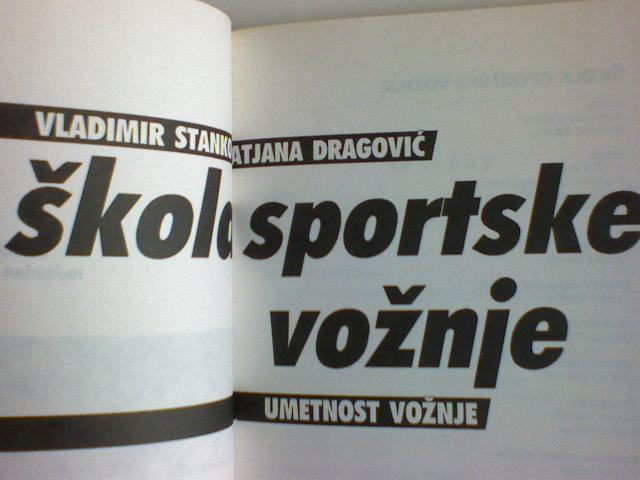 VLADIMIR STANKO ATJANA DRAGOVIĆ
škola sportske
vožnje
UMETNOST VOŽNJE